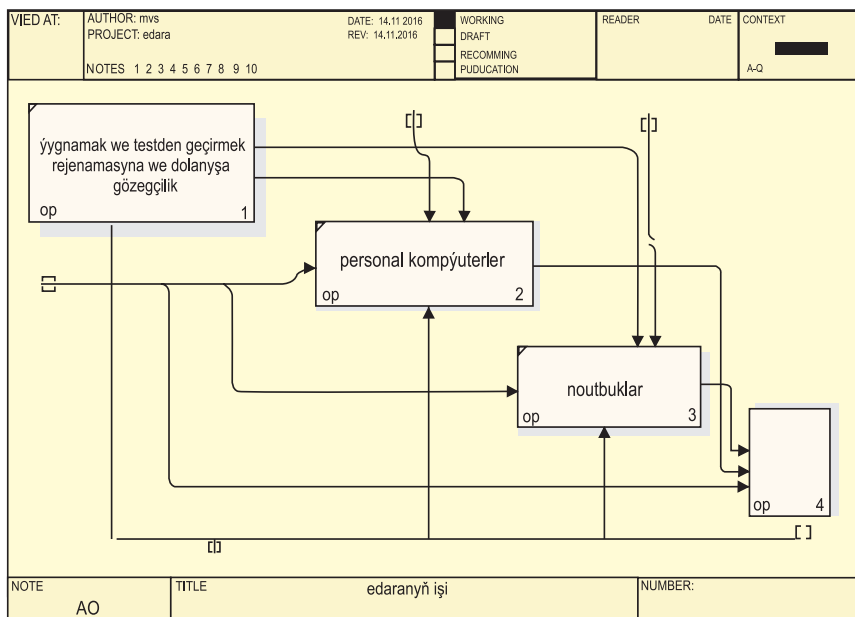 VIED AT:
AUTHOR: mvs
PROJECT: edara
NOTES 1 2 3 4 5 6 7 8 9 10
DATE: 14.11 2016
REV: 14.11.2016
WORKING
DRAFT
RECOMMING
PUDUCATION
READER DATE
CONTEXT
A-Q
ýygnamak we testden geçirmek
rejenamasyna we dolanyşa
gözegçilik
op 1
personal kompýuterler
op 2
noutbuklar
op 3
op 4
NOTE
AO
TITLE
edaranyň işi
NUMBER: